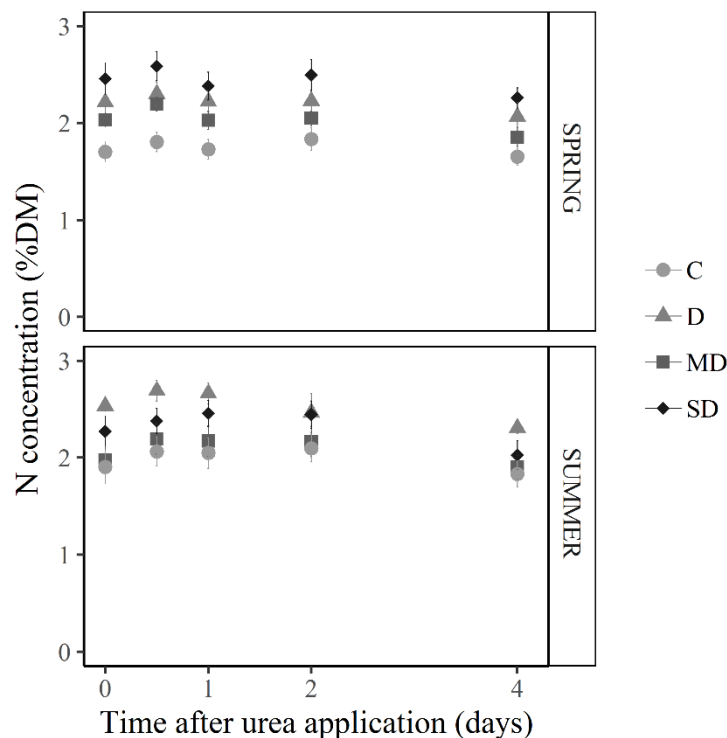 N concentration (%DM)
3
2
1
0
SPRING
3
2
1
0
SUMMER
0 1 2 4
Time after urea application (days)
C
D
MD
SD